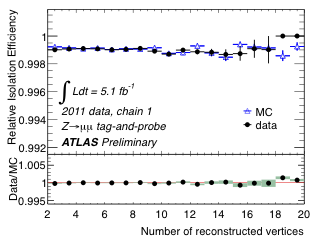 Relative Isolation Efficiency
1
0.998
0.996
0.994
0.992
∫ Ldt = 5.1 fb⁻¹
2011 data, chain 1
Z→μμ tag-and-probe
ATLAS Preliminary
MC
data
Data/MC
1.005
1
0.995
2 4 6 8 10 12 14 16 18 20
Number of reconstructed vertices